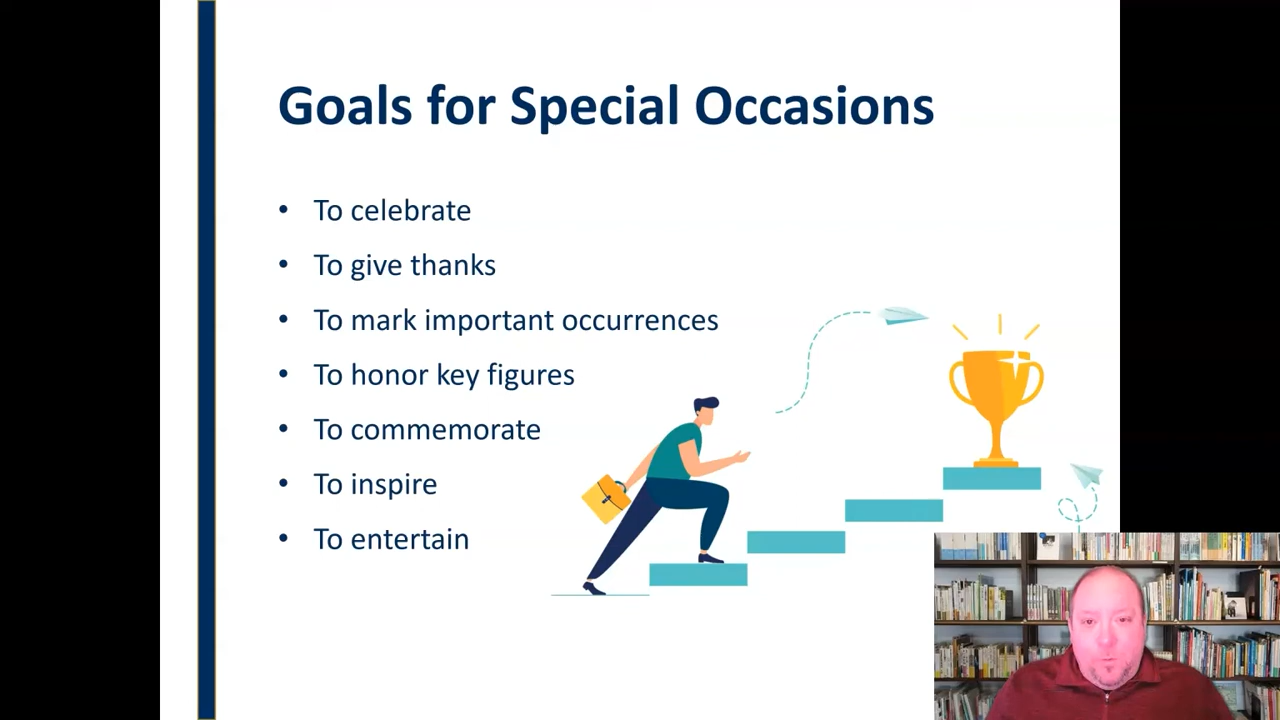 Goals for Special Occasions
• To celebrate
• To give thanks
• To mark important occurrences
• To honor key figures
• To commemorate
• To inspire
• To entertain